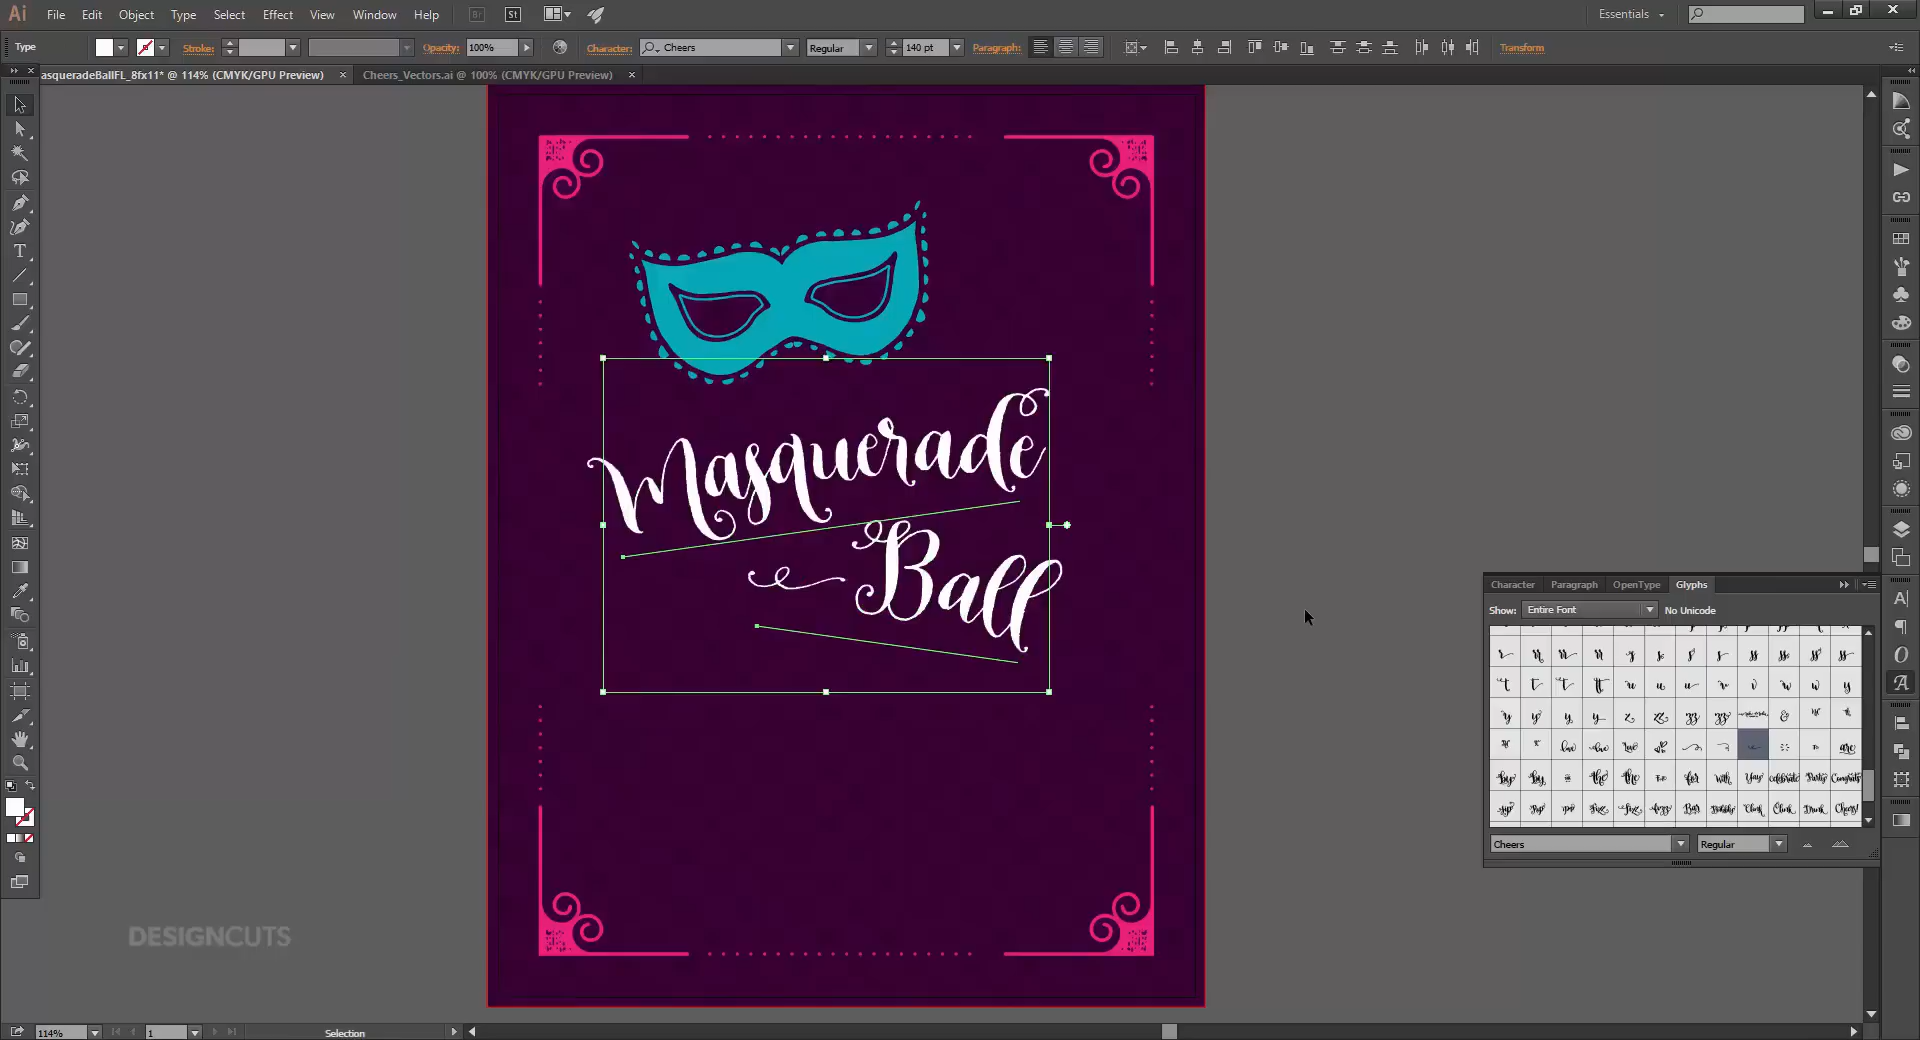 Ai File Edit Object Type Select Effect View Window Help Br St Essentials
Type Stroke: Opacity: 100% Character: Cheers Regular 140 pt Paragraph: Transform
asqueradeBallFL_8fx11* @ 114% (CMYK/GPU Preview) Cheers_Vectors.ai @ 100% (CMYK/GPU Preview)
Masquerade
Ball
Character Paragraph OpenType Glyphs
Show: Entire Font No Unicode
Cheers Regular
DESIGNCUTS
114% 1 Selection